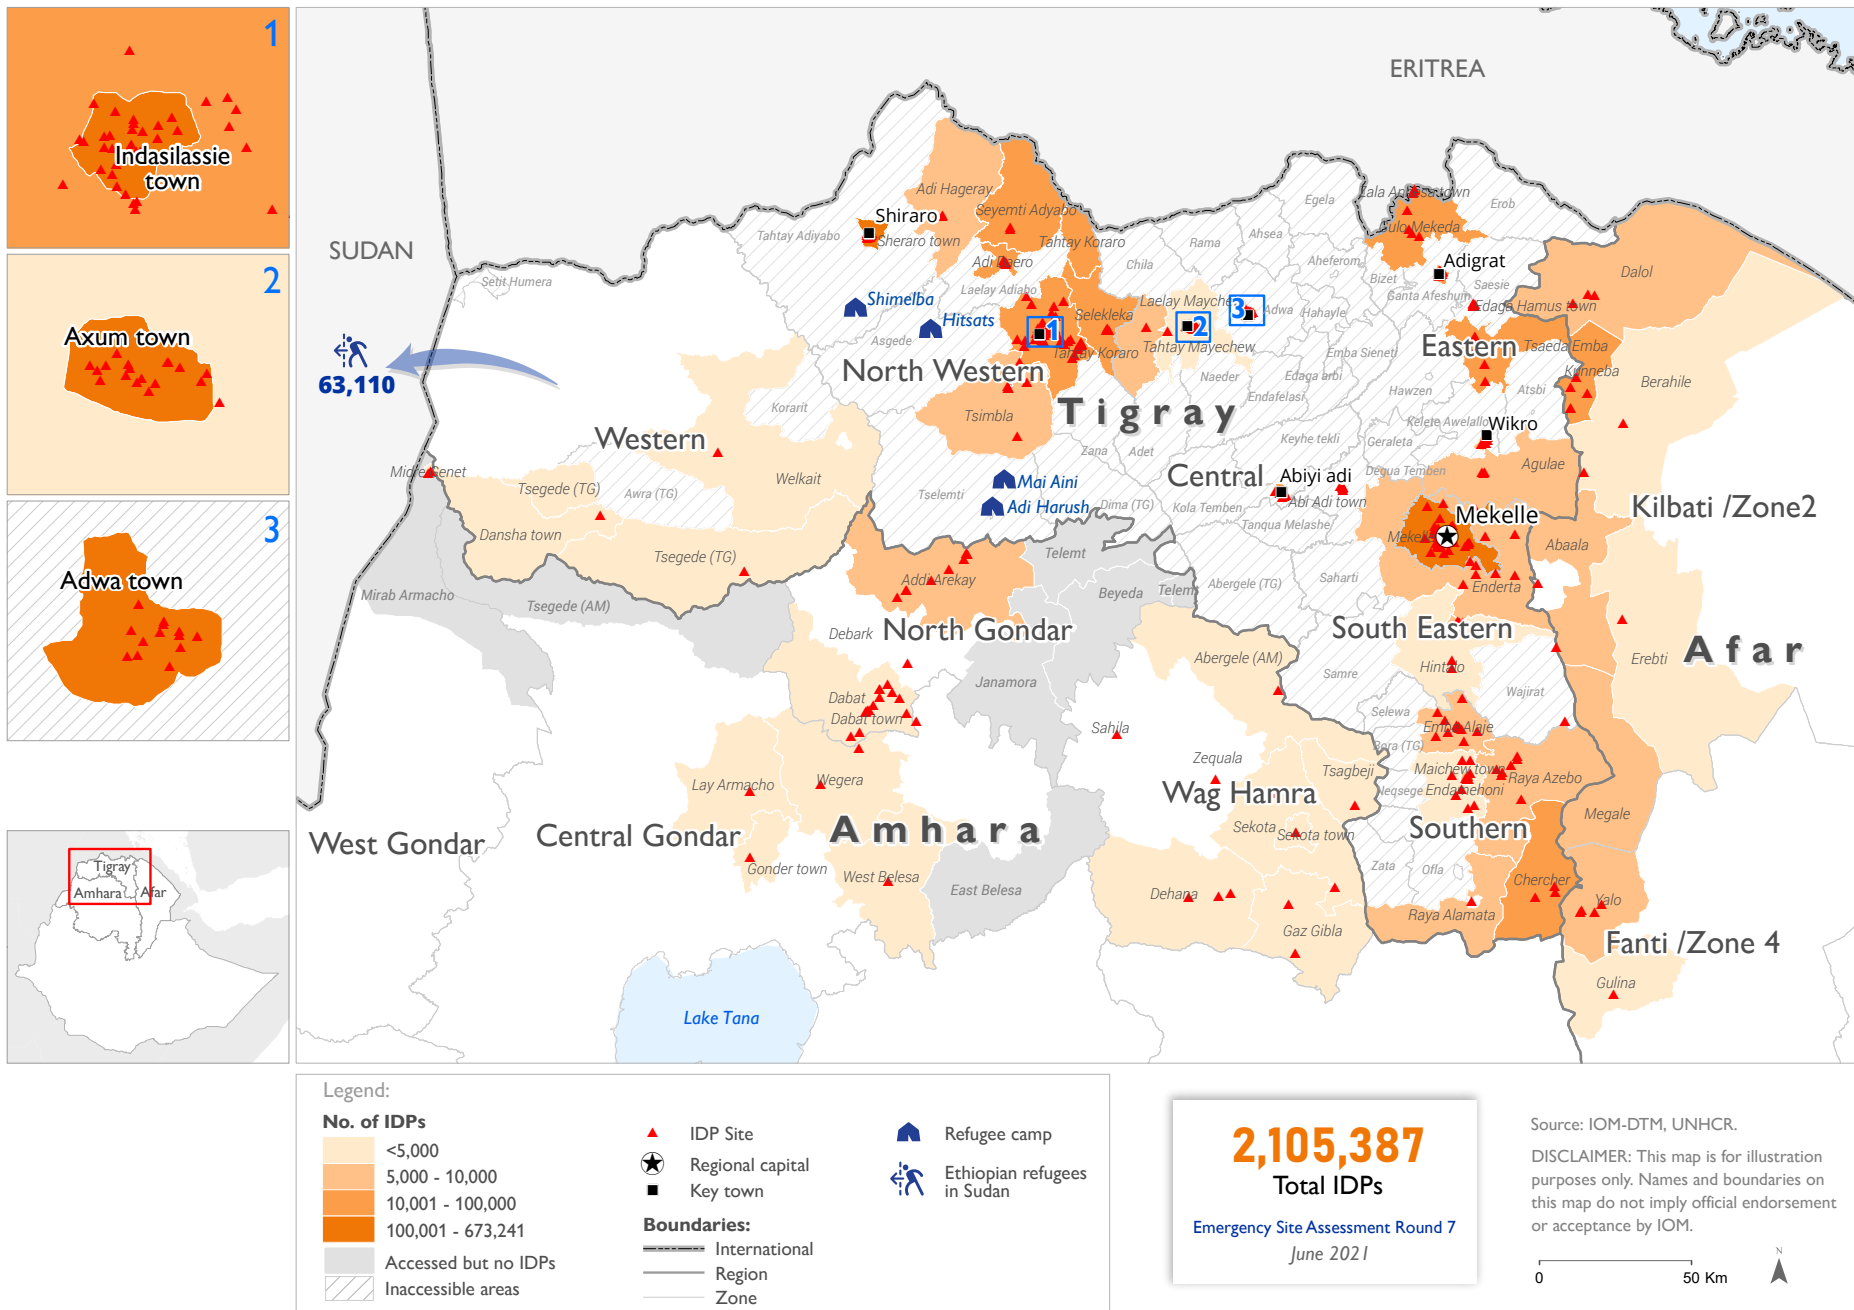 1
Indasilassie
town
2
Axum town
3
Adwa town
Tigray
Amhara
Afar
ERITREA
SUDAN
63,110
Setit Humera
Tahtay Adiyabo
Adi Hageray
Shiraro
Sheraro town
Seyemti Adyabo
Tahtay Koraro
Adi Daero
Laelay Adiabo
Chila
Rama
Ahsea
Egela
Aheferom
Erob
Gulo Mekeda
Bizet
Adigrat
Saesie
Ganta Afeshum
Edaga Hamus town
Dalol
Shimelba
Hitsats
Asgede
1
Selekleka
Tahtay Koraro
Laelay Maychew
2
Tahtay Mayechew
3
Adwa
Hahayle
Emba Sieneti
Eastern
Tsaeda Emba
Kunneba
Berahile
North Western
Naeder
Edaga arbi
Endafelasi
Hawzen
Atsbi
Tigray
Korarit
Tsimbla
Western
Zana
Adet
Keyhe tekli
Kelete Awelallo
Wikro
Geraleta
Midre Genet
Tsegede (TG)
Awra (TG)
Welkait
Tselemti
Mai Aini
Adi Harush
Dima (TG)
Central
Abiyi adi
Abi Adi town
Kola Temben
Degua Temben
Agulae
Tanqua Melashe
Mekelle
Kilbati /Zone2
Dansha town
Tsegede (TG)
Telemt
Abergele (TG)
Saharti
Abaala
Enderta
Addi Arekay
Beyeda
Mirab Armacho
Tsegede (AM)
Debark
North Gondar
South Eastern
Afar
Erebti
Abergele (AM)
Hintalo
Samre
Wajirat
Janamora
Dabat
Dabat town
Sahila
Selewa
Emba Alaje
Bora (TG)
Zequala
Tsagbeji
Maichew town
Raya Azebo
Neqsege
Endamehoni
Lay Armacho
Wegera
Wag Hamra
Megale
West Gondar
Central Gondar
Amhara
Sekota
Sekota town
Southern
Gonder town
West Belesa
East Belesa
Dehana
Zata
Ofla
Chercher
Yalo
Raya Alamata
Gaz Gibla
Fanti /Zone 4
Gulina
Lake Tana
Legend:
No. of IDPs
<5,000
5,000 - 10,000
10,001 - 100,000
100,001 - 673,241
Accessed but no IDPs
Inaccessible areas
IDP Site
Regional capital
Key town
Boundaries:
International
Region
Zone
Refugee camp
Ethiopian refugees
in Sudan
2,105,387
Total IDPs
Emergency Site Assessment Round 7
June 2021
Source: IOM-DTM, UNHCR.
DISCLAIMER: This map is for illustration
purposes only. Names and boundaries on
this map do not imply official endorsement
or acceptance by IOM.
0
50 Km
N